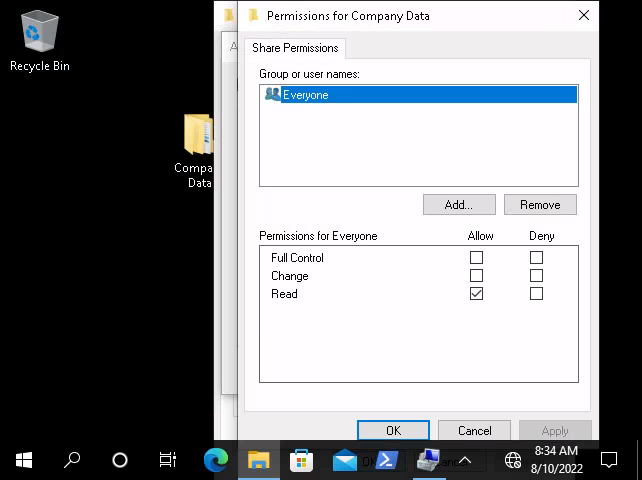 Permissions for Company Data
Recycle Bin
Share Permissions
Group or user names:
Everyone
Compa
Data
Add...
Remove
Permissions for Everyone
Allow
Deny
Full Control
Change
Read
OK
Cancel
Apply
8:34 AM
8/10/2022